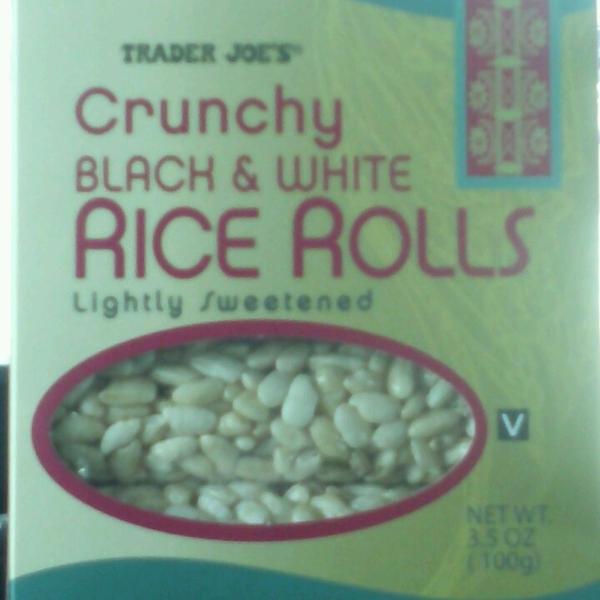 TRADER JOE'S®
Crunchy
BLACK & WHITE
RICE ROLLS
Lightly Sweetened
V
NET WT.
3.5 OZ
(100g)